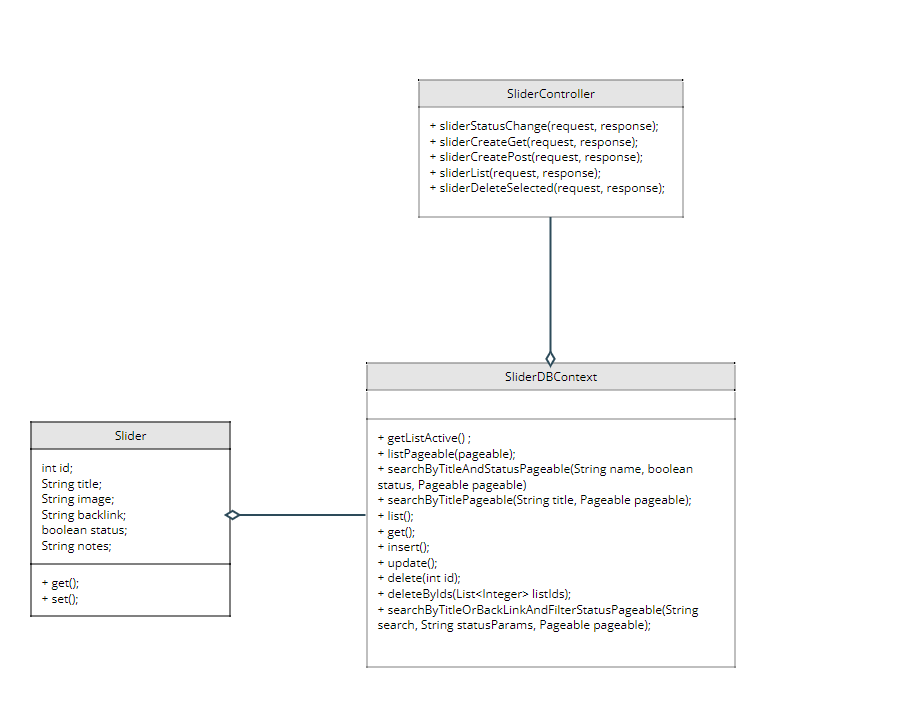 SliderController
+ sliderStatusChange(request, response);
+ sliderCreateGet(request, response);
+ sliderCreatePost(request, response);
+ sliderList(request, response);
+ sliderDeleteSelected(request, response);
SliderDBContext
+ getListActive() ;
+ listPageable(pageable);
+ searchByTitleAndStatusPageable(String name, boolean
status, Pageable pageable)
+ searchByTitlePageable(String title, Pageable pageable);
+ list();
+ get();
+ insert();
+ update();
+ delete(int id);
+ deleteByIds(List<Integer> listIds);
+ searchByTitleOrBackLinkAndFilterStatusPageable(String
search, String statusParams, Pageable pageable);
Slider
int id;
String title;
String image;
String backlink;
boolean status;
String notes;
+ get();
+ set();